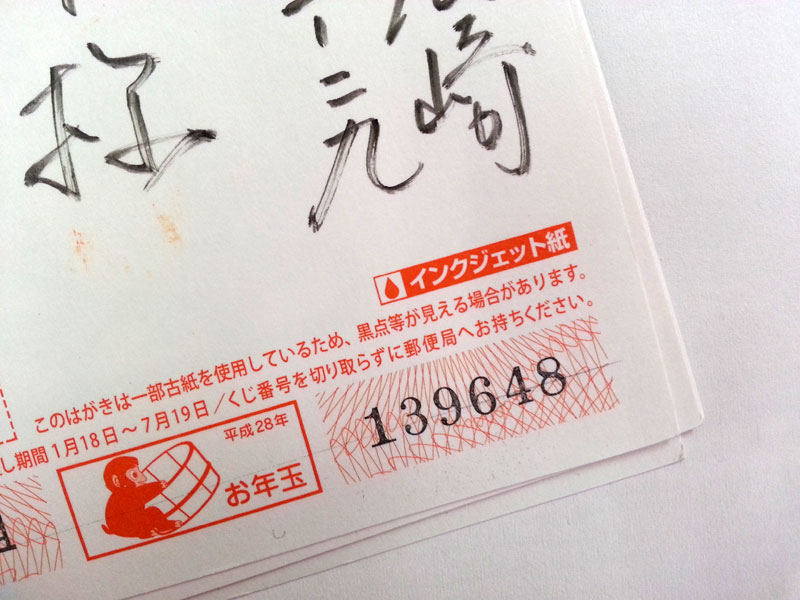 崎
二九
様
インクジェット紙
このはがきは一部古紙を使用しているため、黒点等が見える場合があります。
し期間1月18日～7月19日／くじ番号を切り取らずに郵便局へお持ちください。
139648
平成28年
お年玉